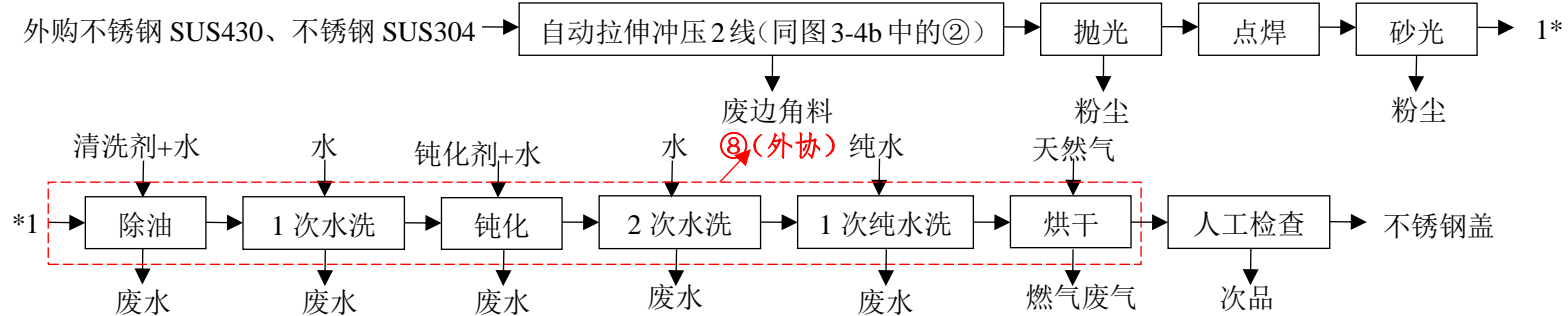 外购不锈钢 SUS430、不锈钢 SUS304 自动拉伸冲压2线(同图3-4b中的②) 抛光 点焊 砂光 1*
废边角料 粉尘 粉尘
清洗剂+水 水 钝化剂+水 水 ⑧(外协) 纯水 天然气
*1 除油 1次水洗 钝化 2次水洗 1次纯水洗 烘干 人工检查 不锈钢盖
废水 废水 废水 废水 废水 燃气废气 次品